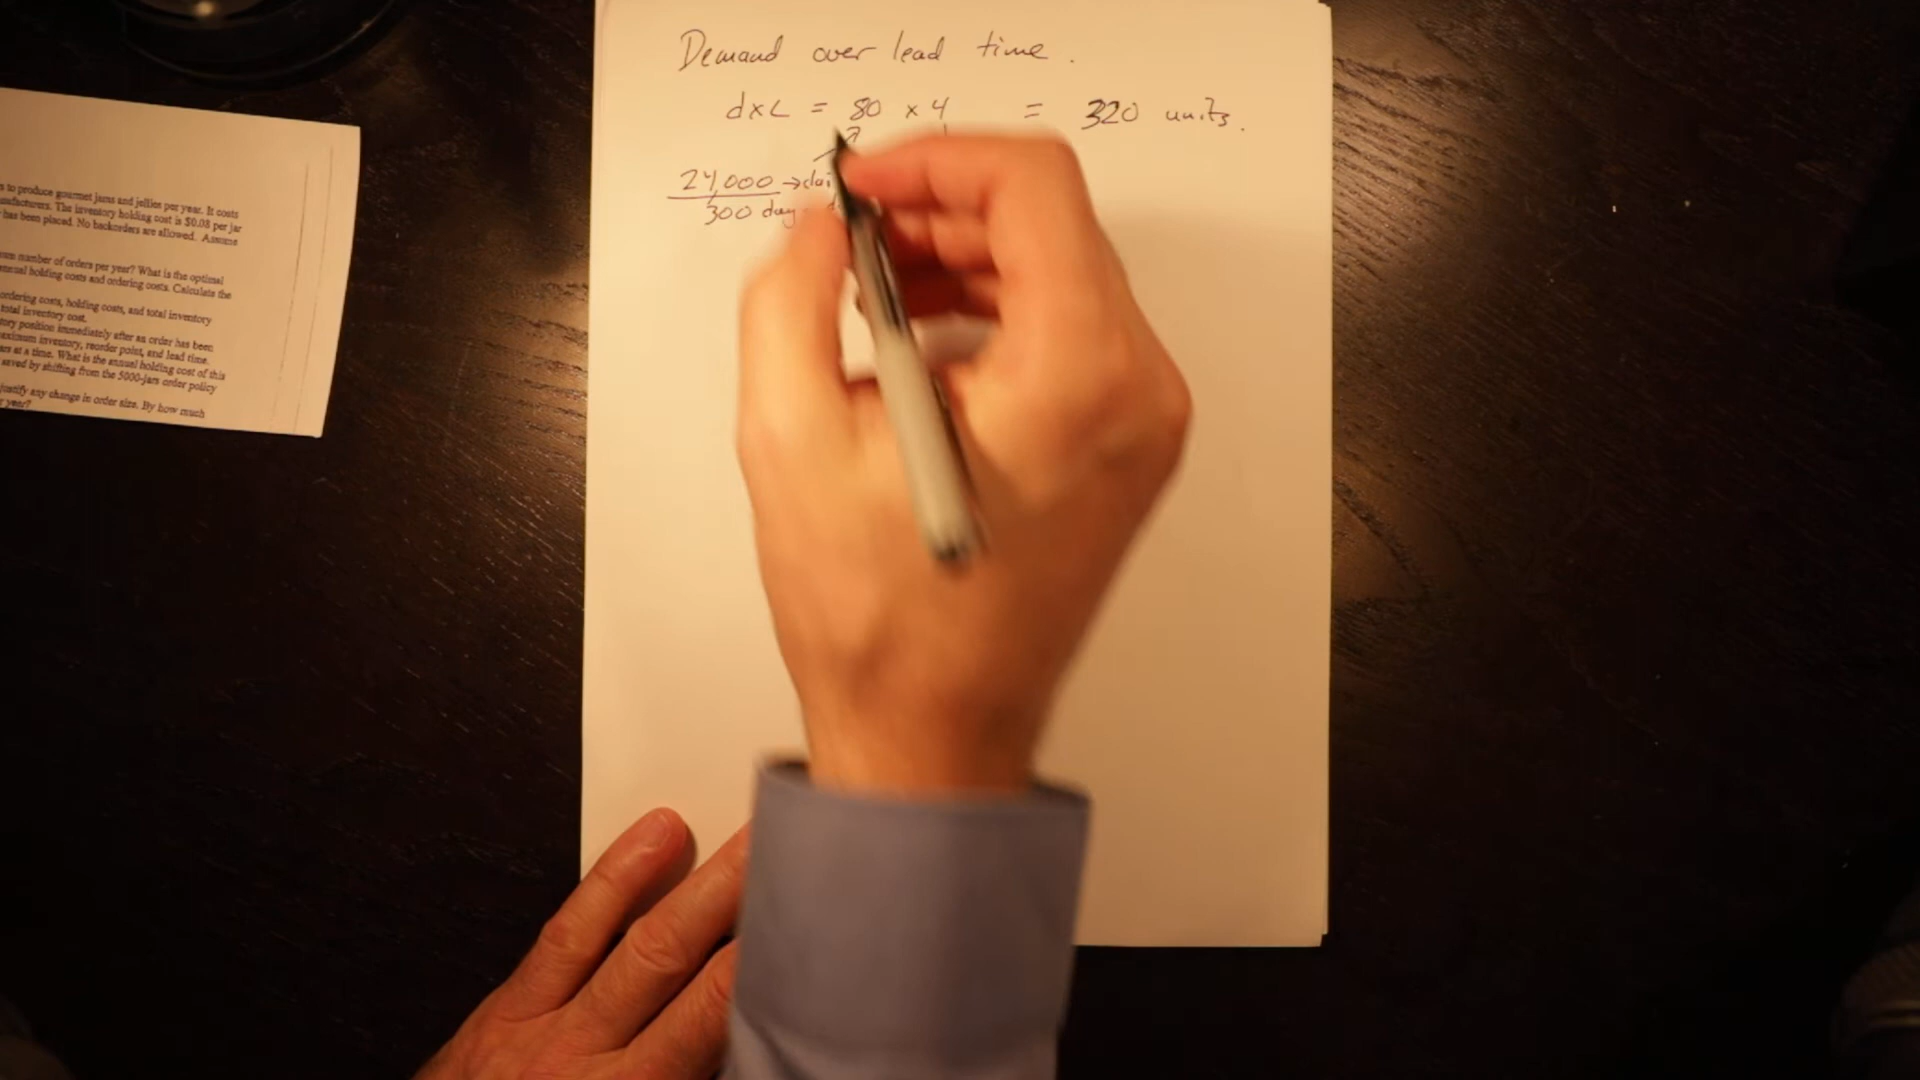 Demand over lead time.
d x L = 80 x 4 = 320 units.
24,000 →
300 day
s to produce gourmet jams and jellies per year. It costs
nufacturers. The inventory holding cost is $0.08 per jar
has been placed. No backorders are allowed. Assume
um number of orders per year? What is the optimal
annual holding costs and ordering costs. Calculate the
ordering costs, holding costs, and total inventory
total inventory cost.
tory position immediately after an order has been
aximum inventory, reorder point, and lead time.
ars at a time. What is the annual holding cost of this
saved by shifting from the 5000-jars order policy
justify any change in order size. By how much
year?